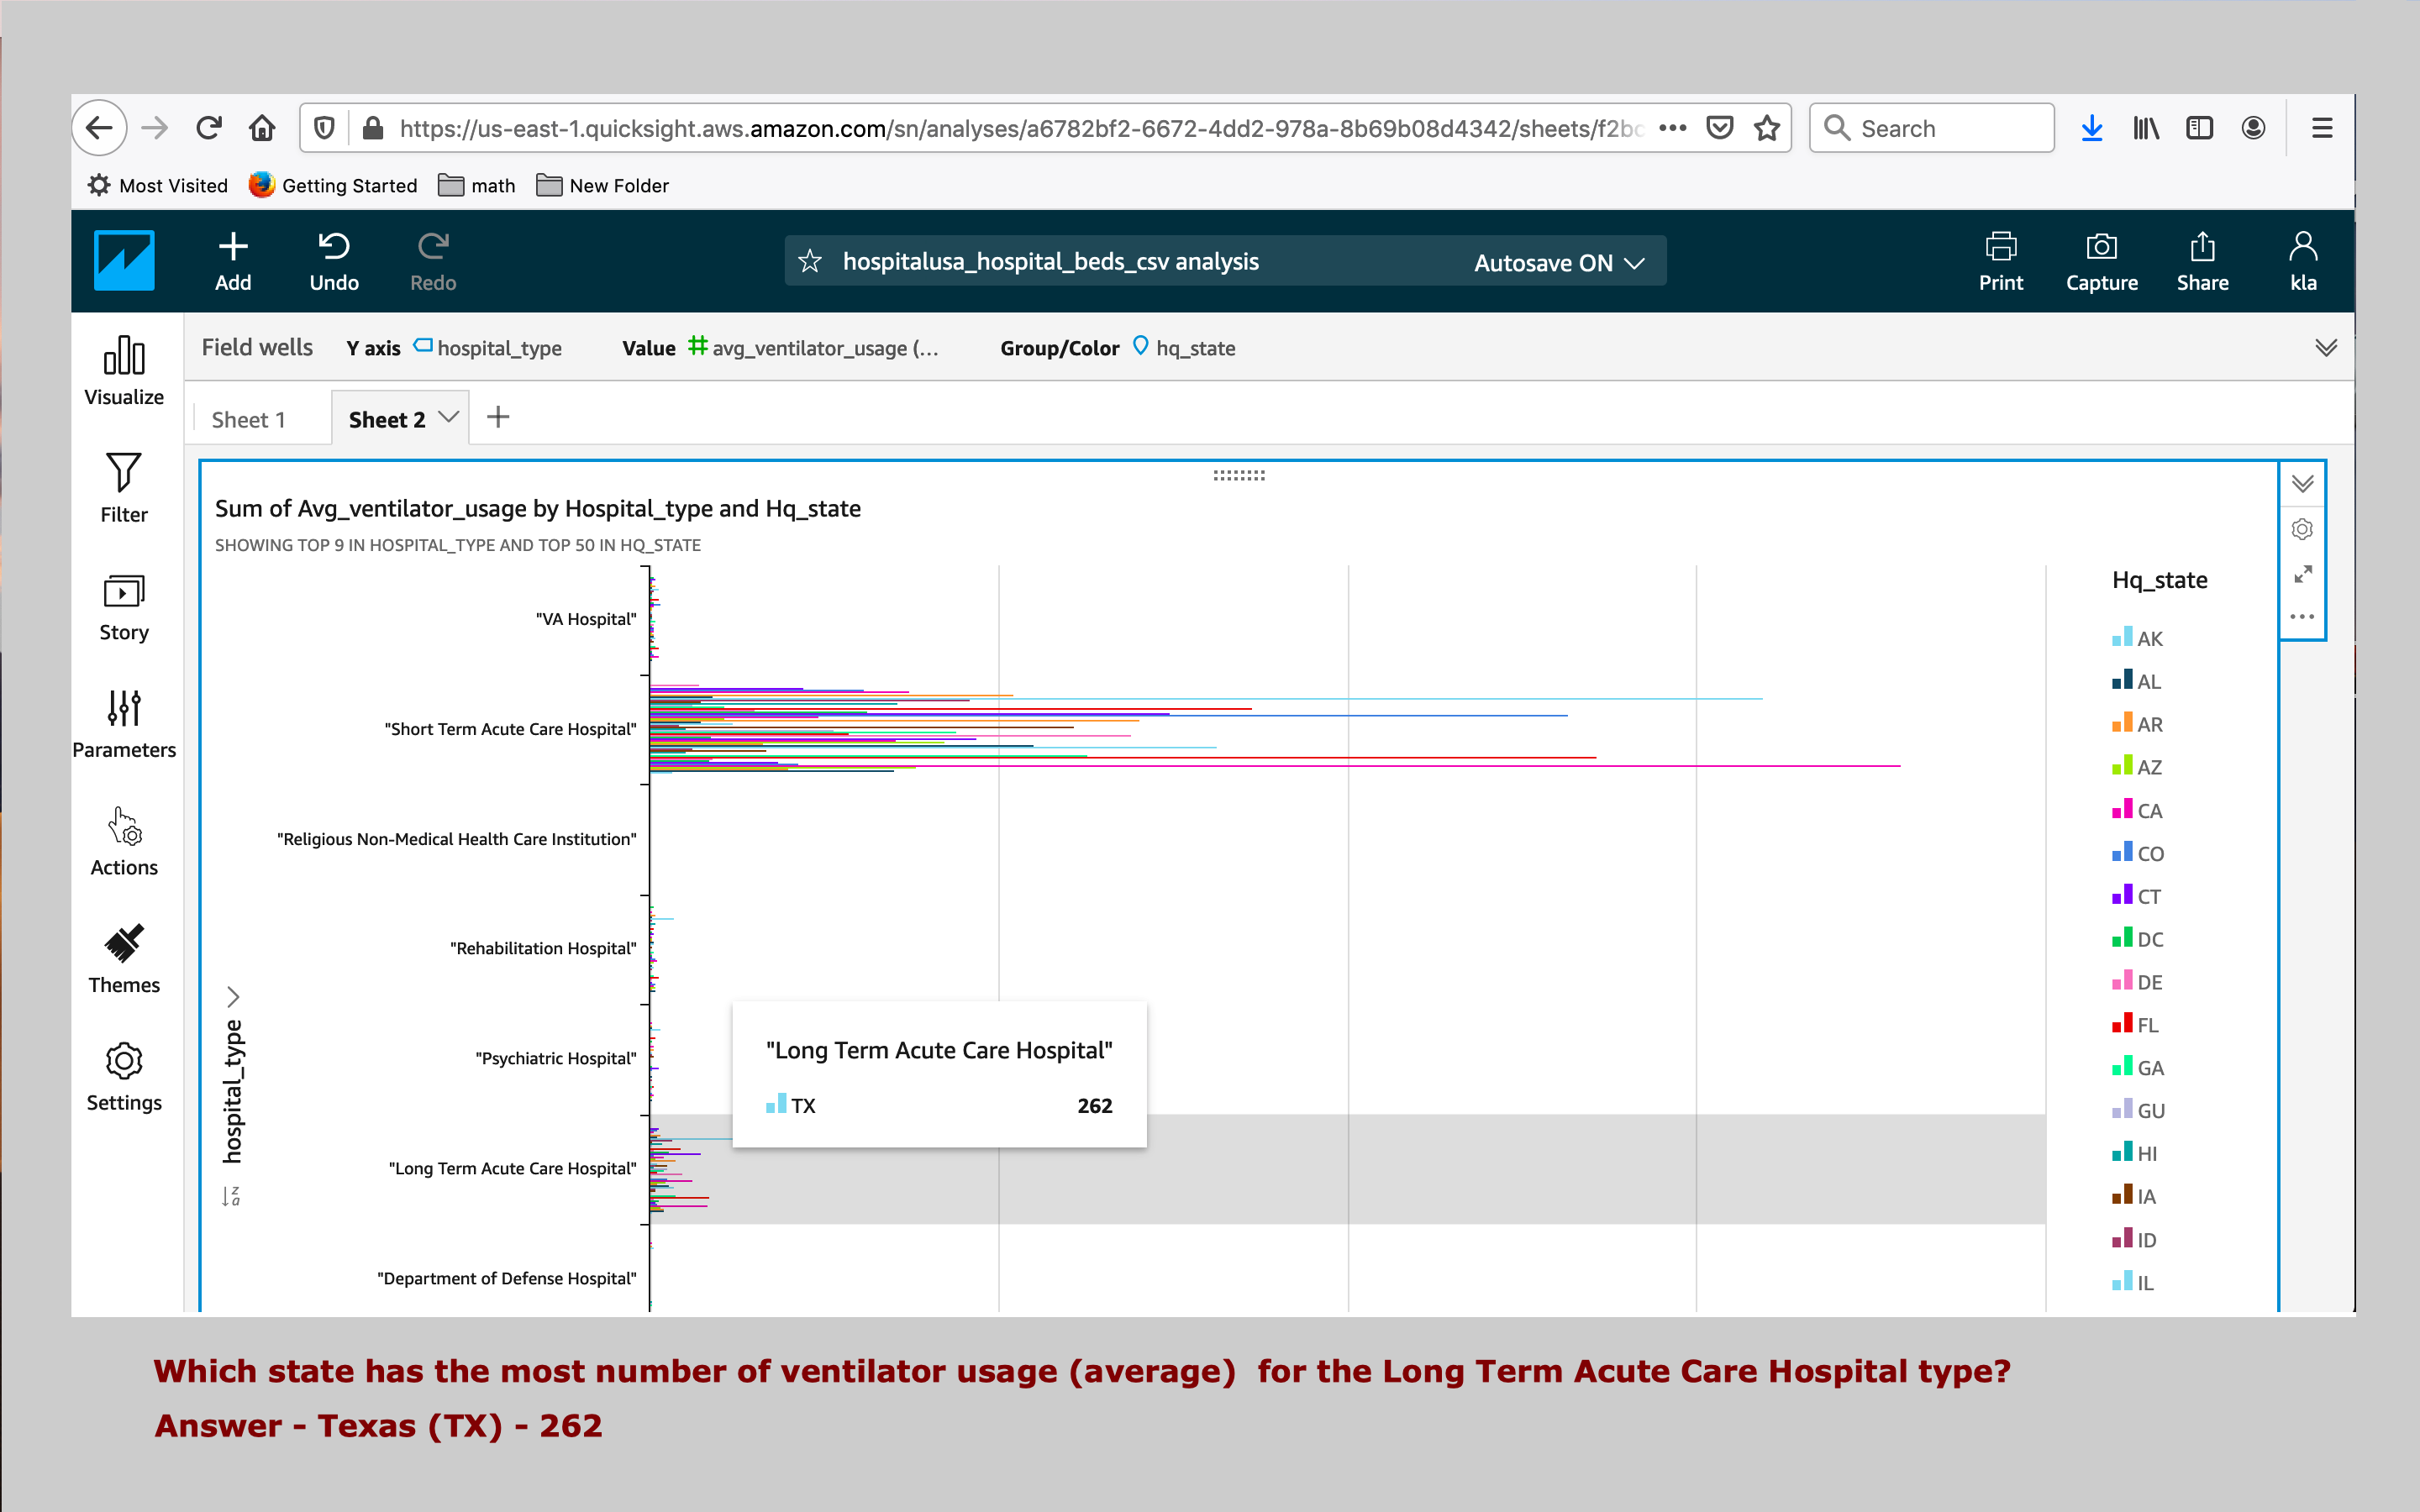 https://us-east-1.quicksight.aws.amazon.com/sn/analyses/a6782bf2-6672-4dd2-978a-8b69b08d4342/sheets/f2bc
Search
Most Visited Getting Started math New Folder
Add Undo Redo
hospitalusa_hospital_beds_csv analysis Autosave ON
Print Capture Share kla
Field wells Y axis hospital_type Value # avg_ventilator_usage (... Group/Color hq_state
Visualize
Sheet 1 Sheet 2 +
Filter
Story
Parameters
Actions
Themes
Settings
Sum of Avg_ventilator_usage by Hospital_type and Hq_state
SHOWING TOP 9 IN HOSPITAL_TYPE AND TOP 50 IN HQ_STATE
hospital_type
z
a
"VA Hospital"
"Short Term Acute Care Hospital"
"Religious Non-Medical Health Care Institution"
"Rehabilitation Hospital"
"Psychiatric Hospital"
"Long Term Acute Care Hospital"
"Department of Defense Hospital"
"Long Term Acute Care Hospital"
TX 262
Hq_state
AK
AL
AR
AZ
CA
CO
CT
DC
DE
FL
GA
GU
HI
IA
ID
IL
Which state has the most number of ventilator usage (average) for the Long Term Acute Care Hospital type?
Answer - Texas (TX) - 262